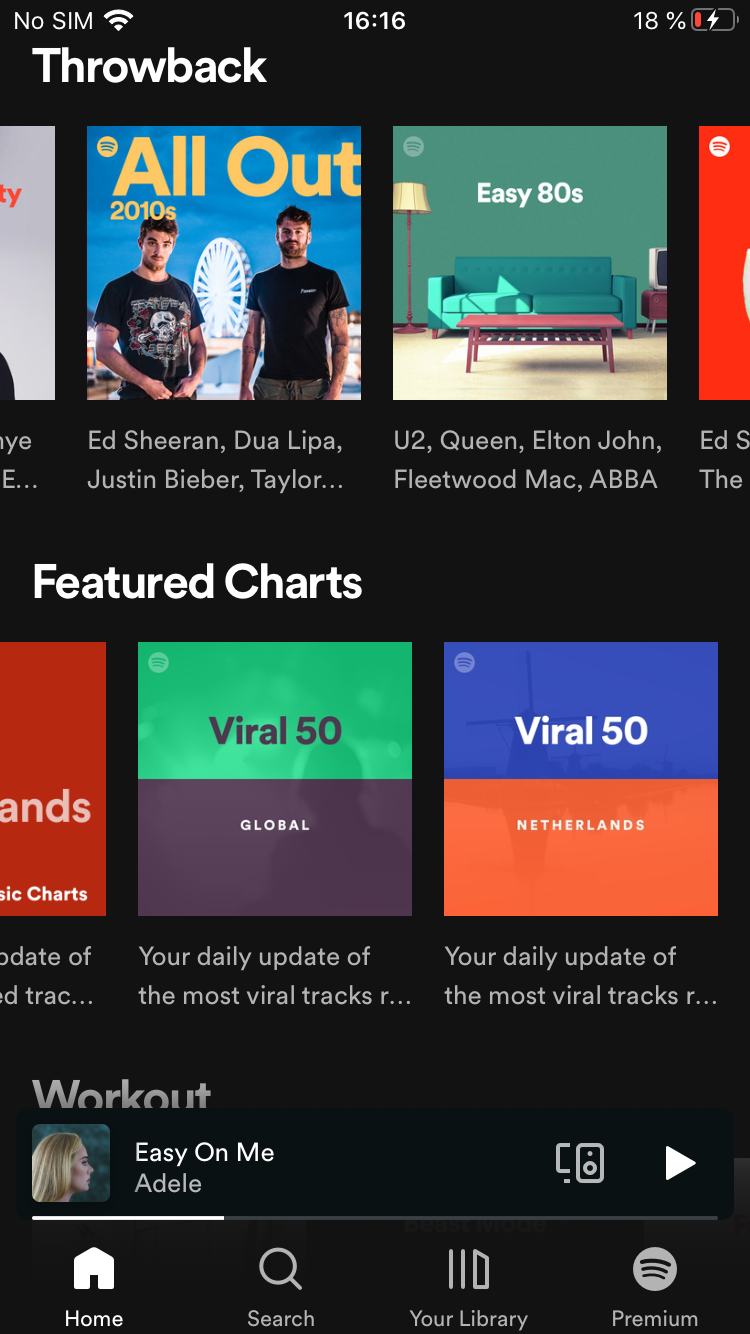 No SIM 16:16 18 %
Throwback
ty
All Out
2010s
Easy 80s
nye
E...
Ed Sheeran, Dua Lipa,
Justin Bieber, Taylor...
U2, Queen, Elton John,
Fleetwood Mac, ABBA
Ed S
The
Featured Charts
ands
sic Charts
Viral 50
GLOBAL
Viral 50
NETHERLANDS
pdate of
ed trac...
Your daily update of
the most viral tracks r...
Your daily update of
the most viral tracks r...
Workout
Easy On Me
Adele
Beast Mode
Home Search Your Library Premium